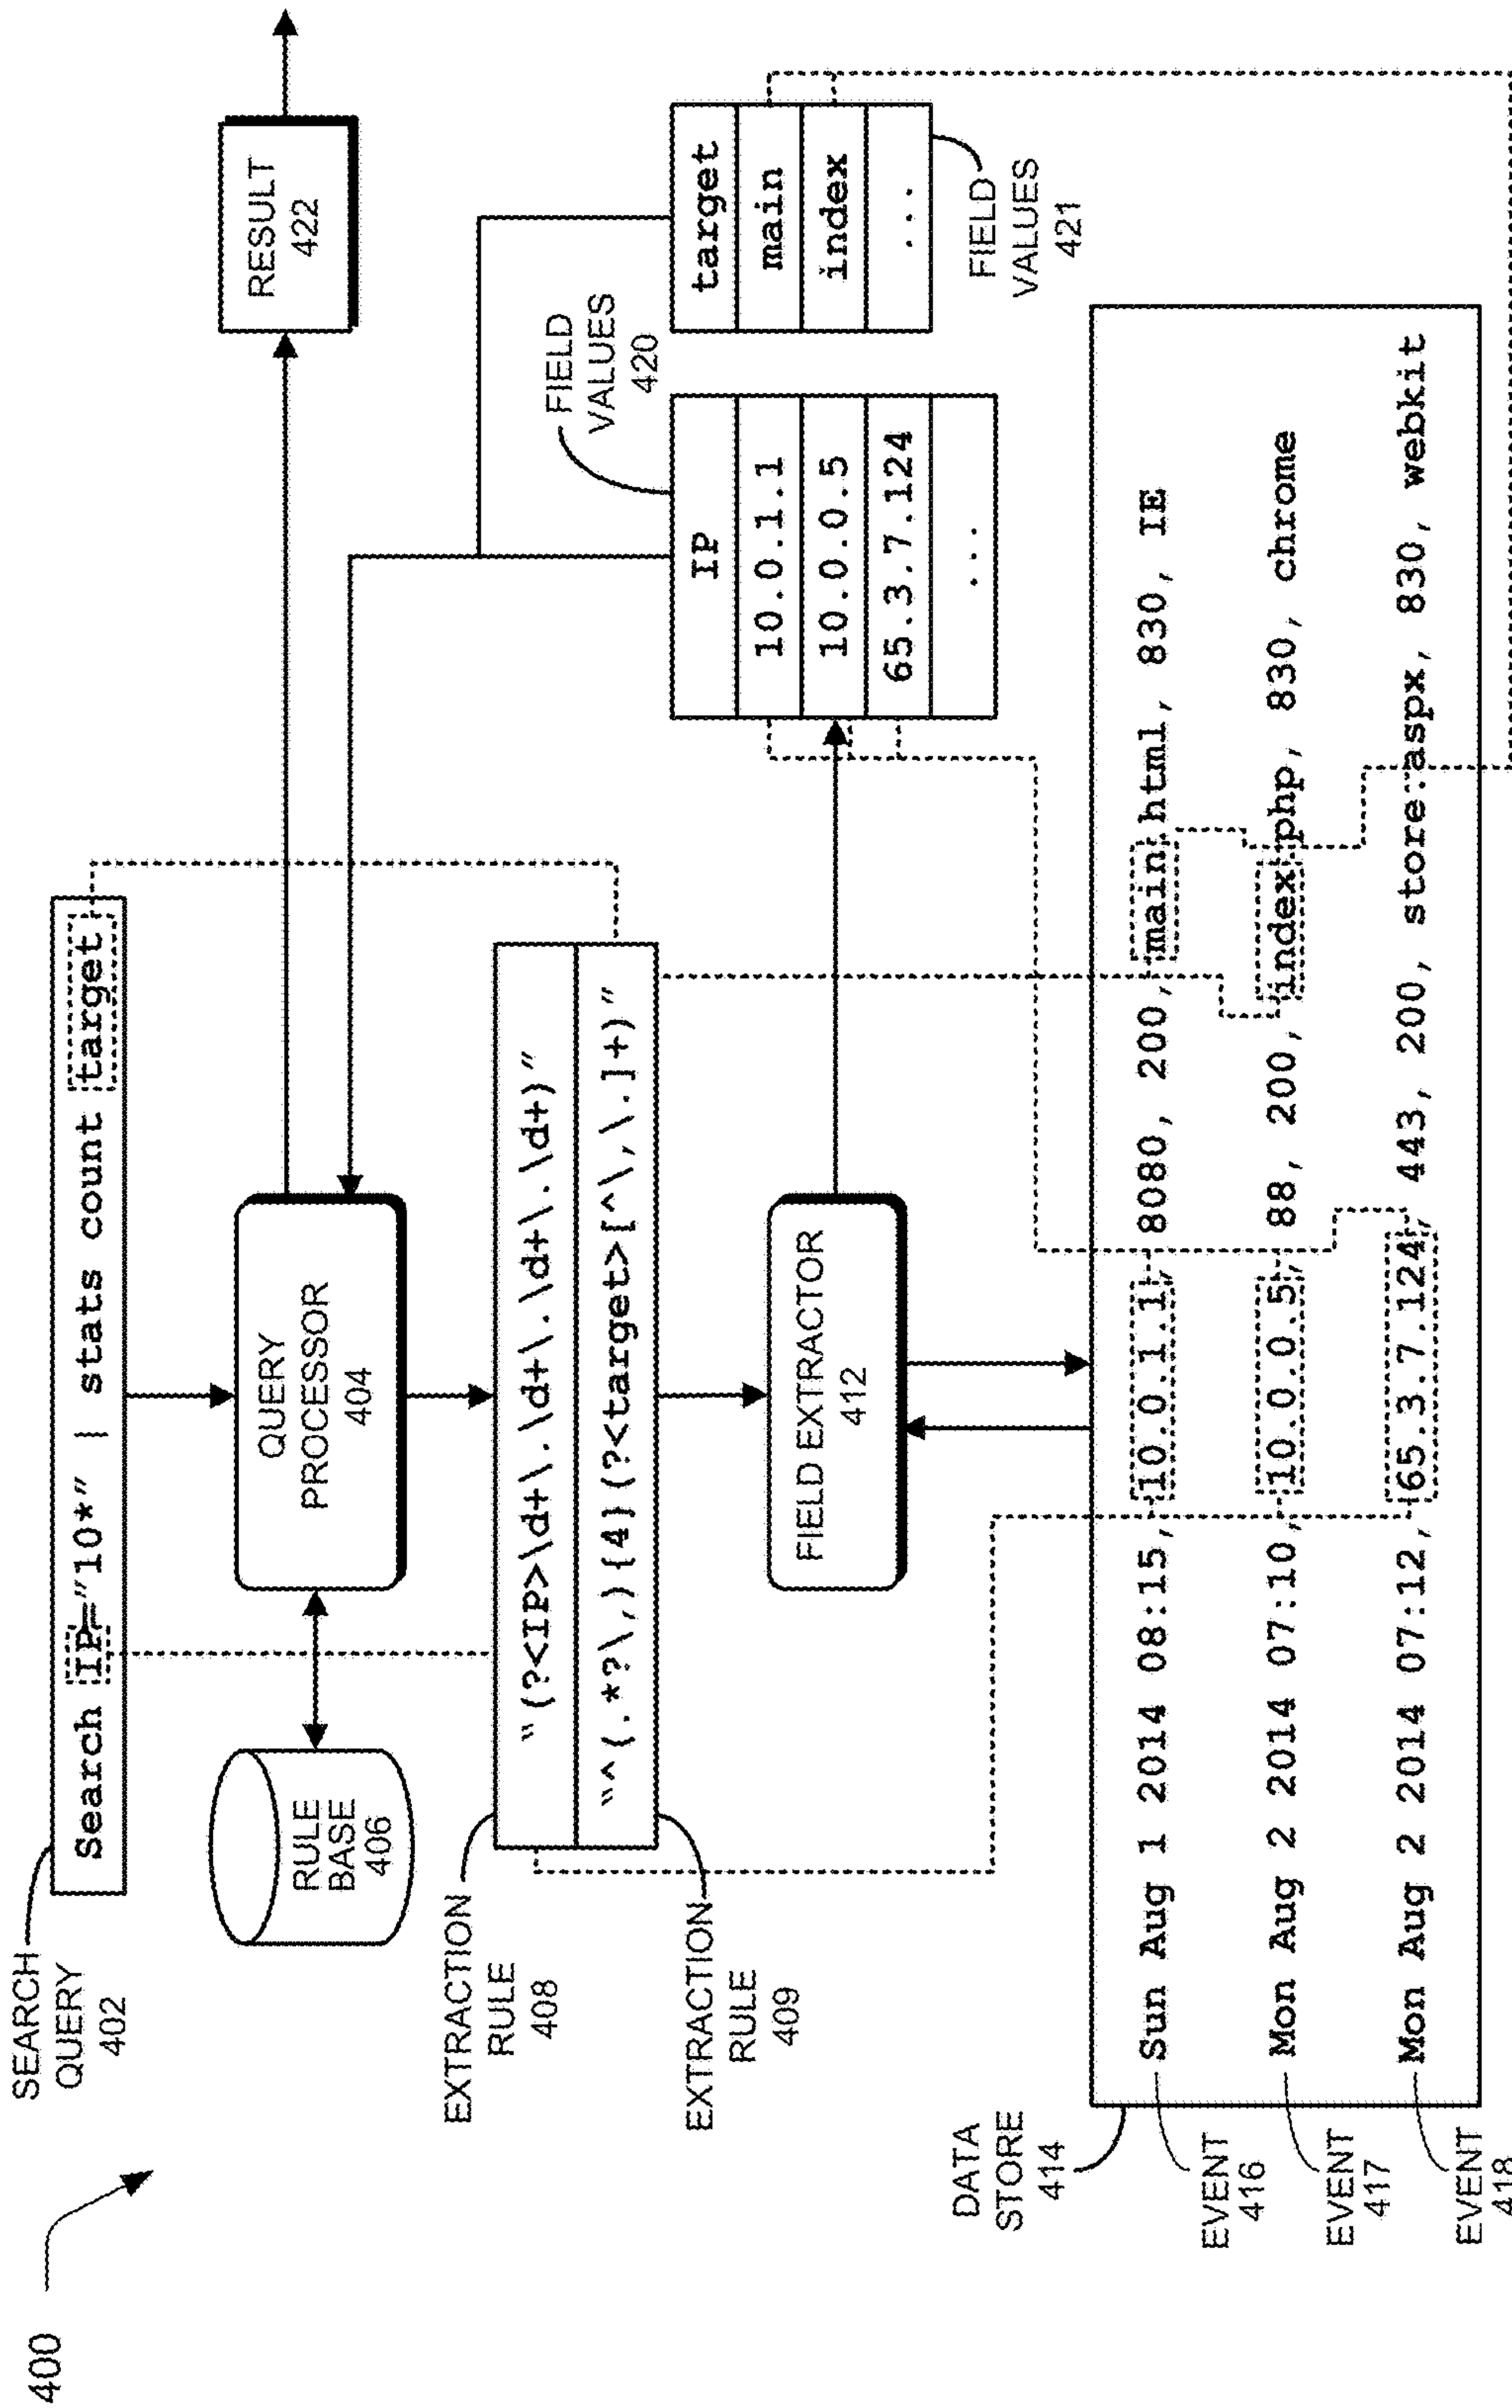 400
SEARCH
QUERY
402
Search IP="10*" | stats count target
RULE
BASE
406
QUERY
PROCESSOR
404
RESULT
422
EXTRACTION
RULE
408
"(?<IP>\d+\.\d+\.\d+\.\d+)"
"^(.*?\,){4}(?<target>[^\,\.]+)"
EXTRACTION
RULE
409
FIELD EXTRACTOR
412
FIELD
VALUES
420
IP
10.0.1.1
10.0.0.5
65.3.7.124
...
target
main
index
...
FIELD
VALUES
421
DATA
STORE
414
EVENT
416
Sun Aug 1 2014 08:15, 10.0.1.1, 8080, 200, main.html, 830, IE
EVENT
417
Mon Aug 2 2014 07:10, 10.0.0.5, 88, 200, index.php, 830, chrome
EVENT
418
Mon Aug 2 2014 07:12, 65.3.7.124, 443, 200, store.aspx, 830, webkit